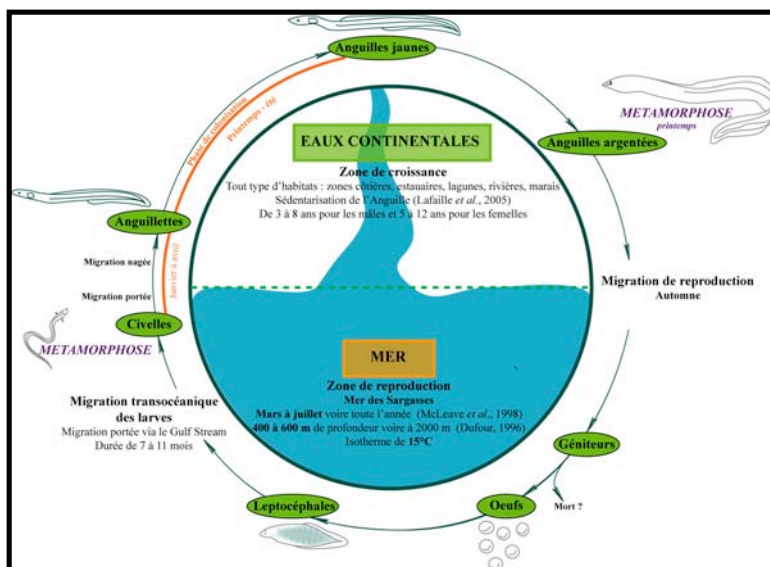 Anguilles jaunes
METAMORPHOSE
printemps
Anguilles argentées
Migration de reproduction
Automne
Géniteurs
Mort ?
Oeufs
Leptocéphales
Migration transocéanique
des larves
Migration portée via le Gulf Stream
Durée de 7 à 11 mois
METAMORPHOSE
Civelles
Migration portée
Migration nagée
Anguillettes
Janvier à avril
Phase de colonisation
Printemps - été
EAUX CONTINENTALES
Zone de croissance
Tout type d'habitats : zones côtières, estauaires, lagunes, rivières, marais
Sédentarisation de l'Anguille (Lafaille et al., 2005)
De 3 à 8 ans pour les mâles et 5 à 12 ans pour les femelles
MER
Zone de reproduction
Mer des Sargasses
Mars à juillet voire toute l'année (McLeave et al., 1998)
400 à 600 m de profondeur voire à 2000 m (Dufour, 1996)
Isotherme de 15°C